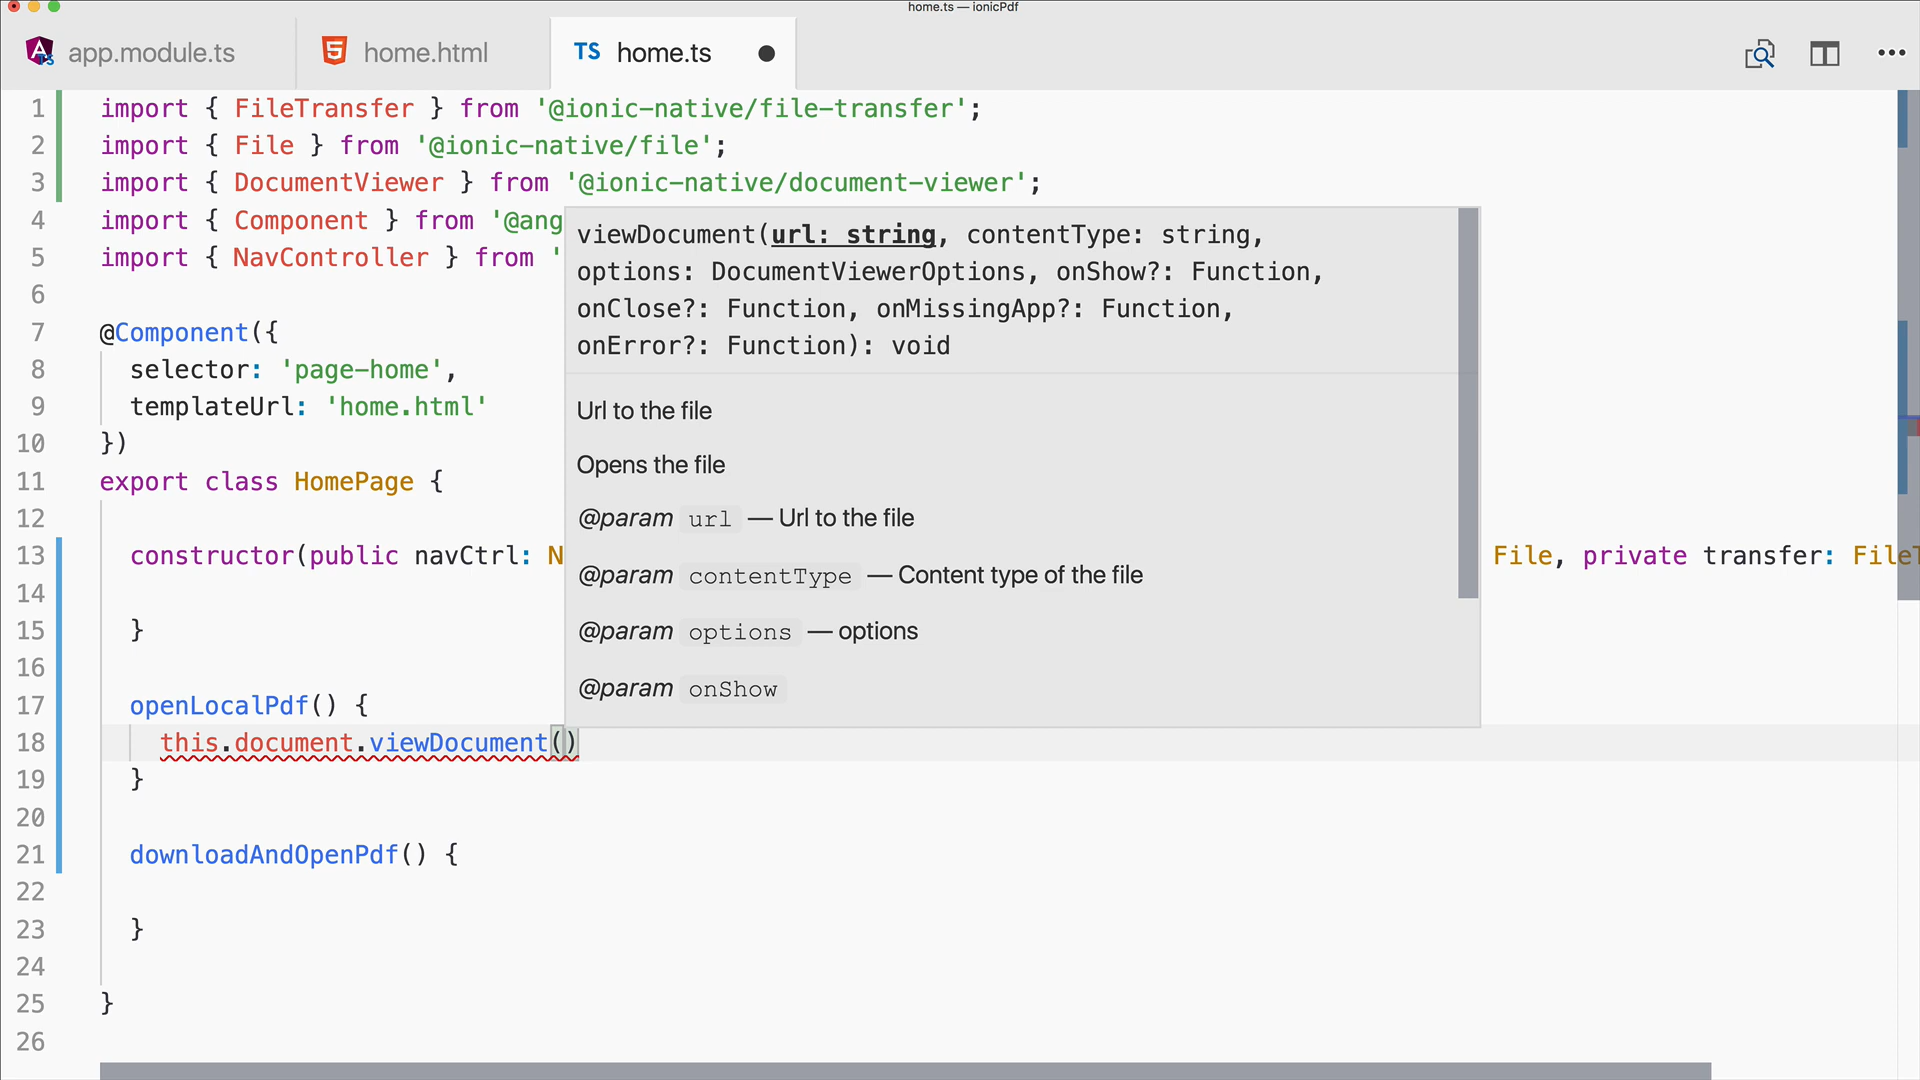 home.ts — ionicPdf
app.module.ts
home.html
TS home.ts
1 import { FileTransfer } from '@ionic-native/file-transfer';
2 import { File } from '@ionic-native/file';
3 import { DocumentViewer } from '@ionic-native/document-viewer';
4 import { Component } from '@ang
5 import { NavController } from '
6
7 @Component({
8 selector: 'page-home',
9 templateUrl: 'home.html'
10 })
11 export class HomePage {
12
13 constructor(public navCtrl: N File, private transfer: FileT
14
15 }
16
17 openLocalPdf() {
18 this.document.viewDocument()
19 }
20
21 downloadAndOpenPdf() {
22
23 }
24
25 }
26
viewDocument(url: string, contentType: string,
options: DocumentViewerOptions, onShow?: Function,
onClose?: Function, onMissingApp?: Function,
onError?: Function): void
Url to the file
Opens the file
@param url — Url to the file
@param contentType — Content type of the file
@param options — options
@param onShow